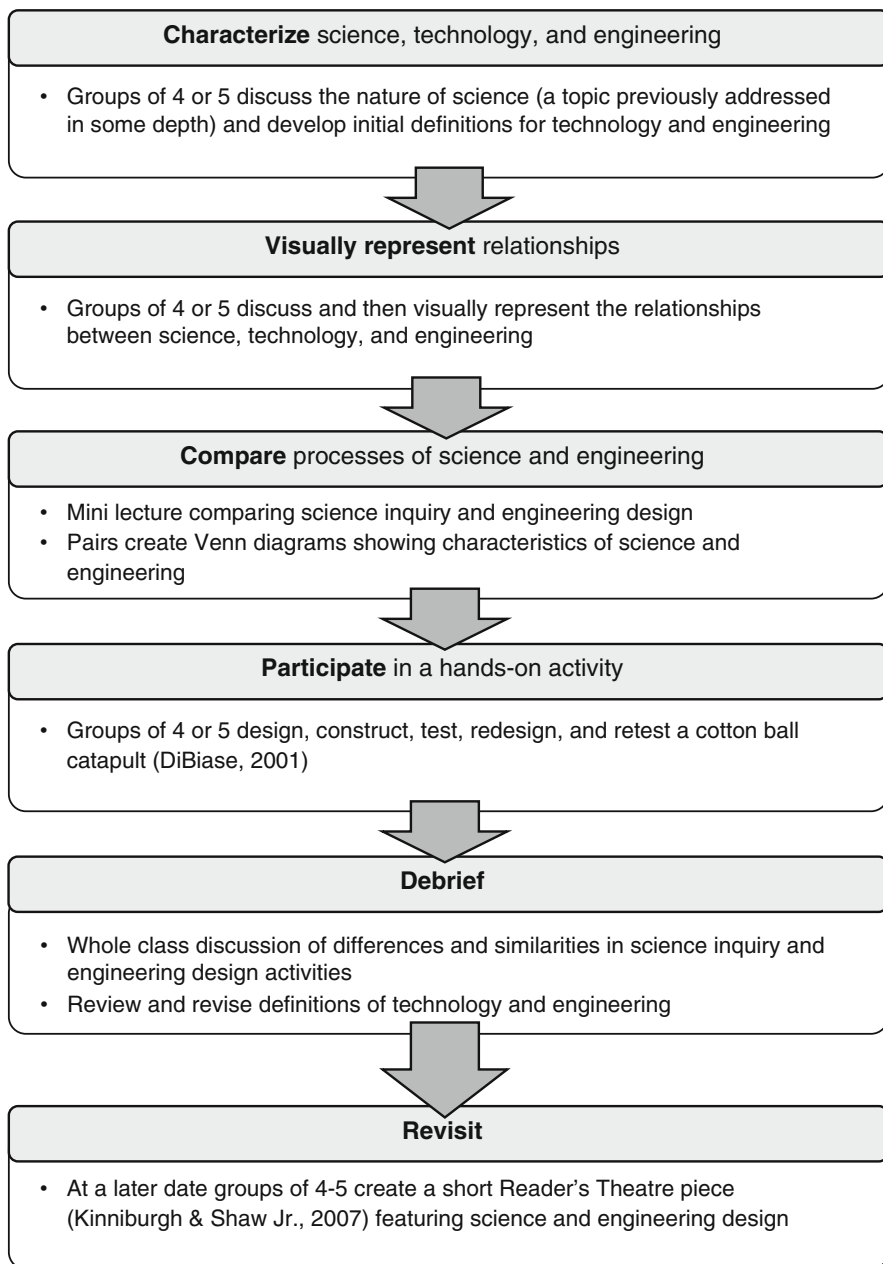 Characterize science, technology, and engineering
• Groups of 4 or 5 discuss the nature of science (a topic previously addressed
in some depth) and develop initial definitions for technology and engineering
Visually represent relationships
• Groups of 4 or 5 discuss and then visually represent the relationships
between science, technology, and engineering
Compare processes of science and engineering
• Mini lecture comparing science inquiry and engineering design
• Pairs create Venn diagrams showing characteristics of science and
engineering
Participate in a hands-on activity
• Groups of 4 or 5 design, construct, test, redesign, and retest a cotton ball
catapult (DiBiase, 2001)
Debrief
• Whole class discussion of differences and similarities in science inquiry and
engineering design activities
• Review and revise definitions of technology and engineering
Revisit
• At a later date groups of 4-5 create a short Reader's Theatre piece
(Kinniburgh & Shaw Jr., 2007) featuring science and engineering design